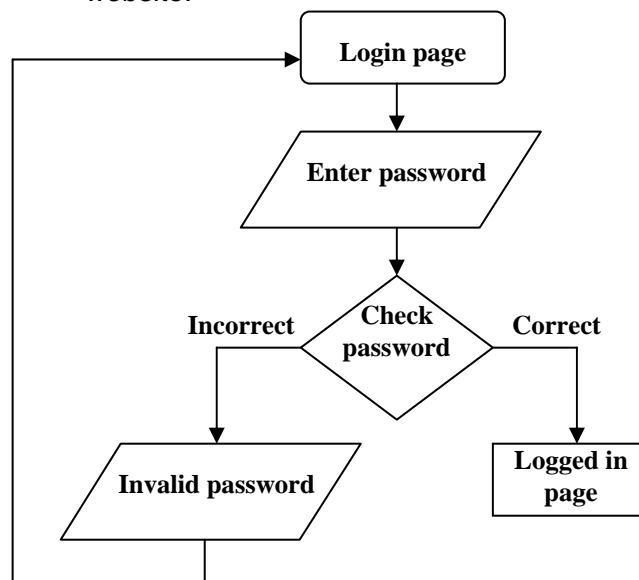 Login page
Enter password
Check
password
Incorrect
Correct
Invalid password
Logged in
page